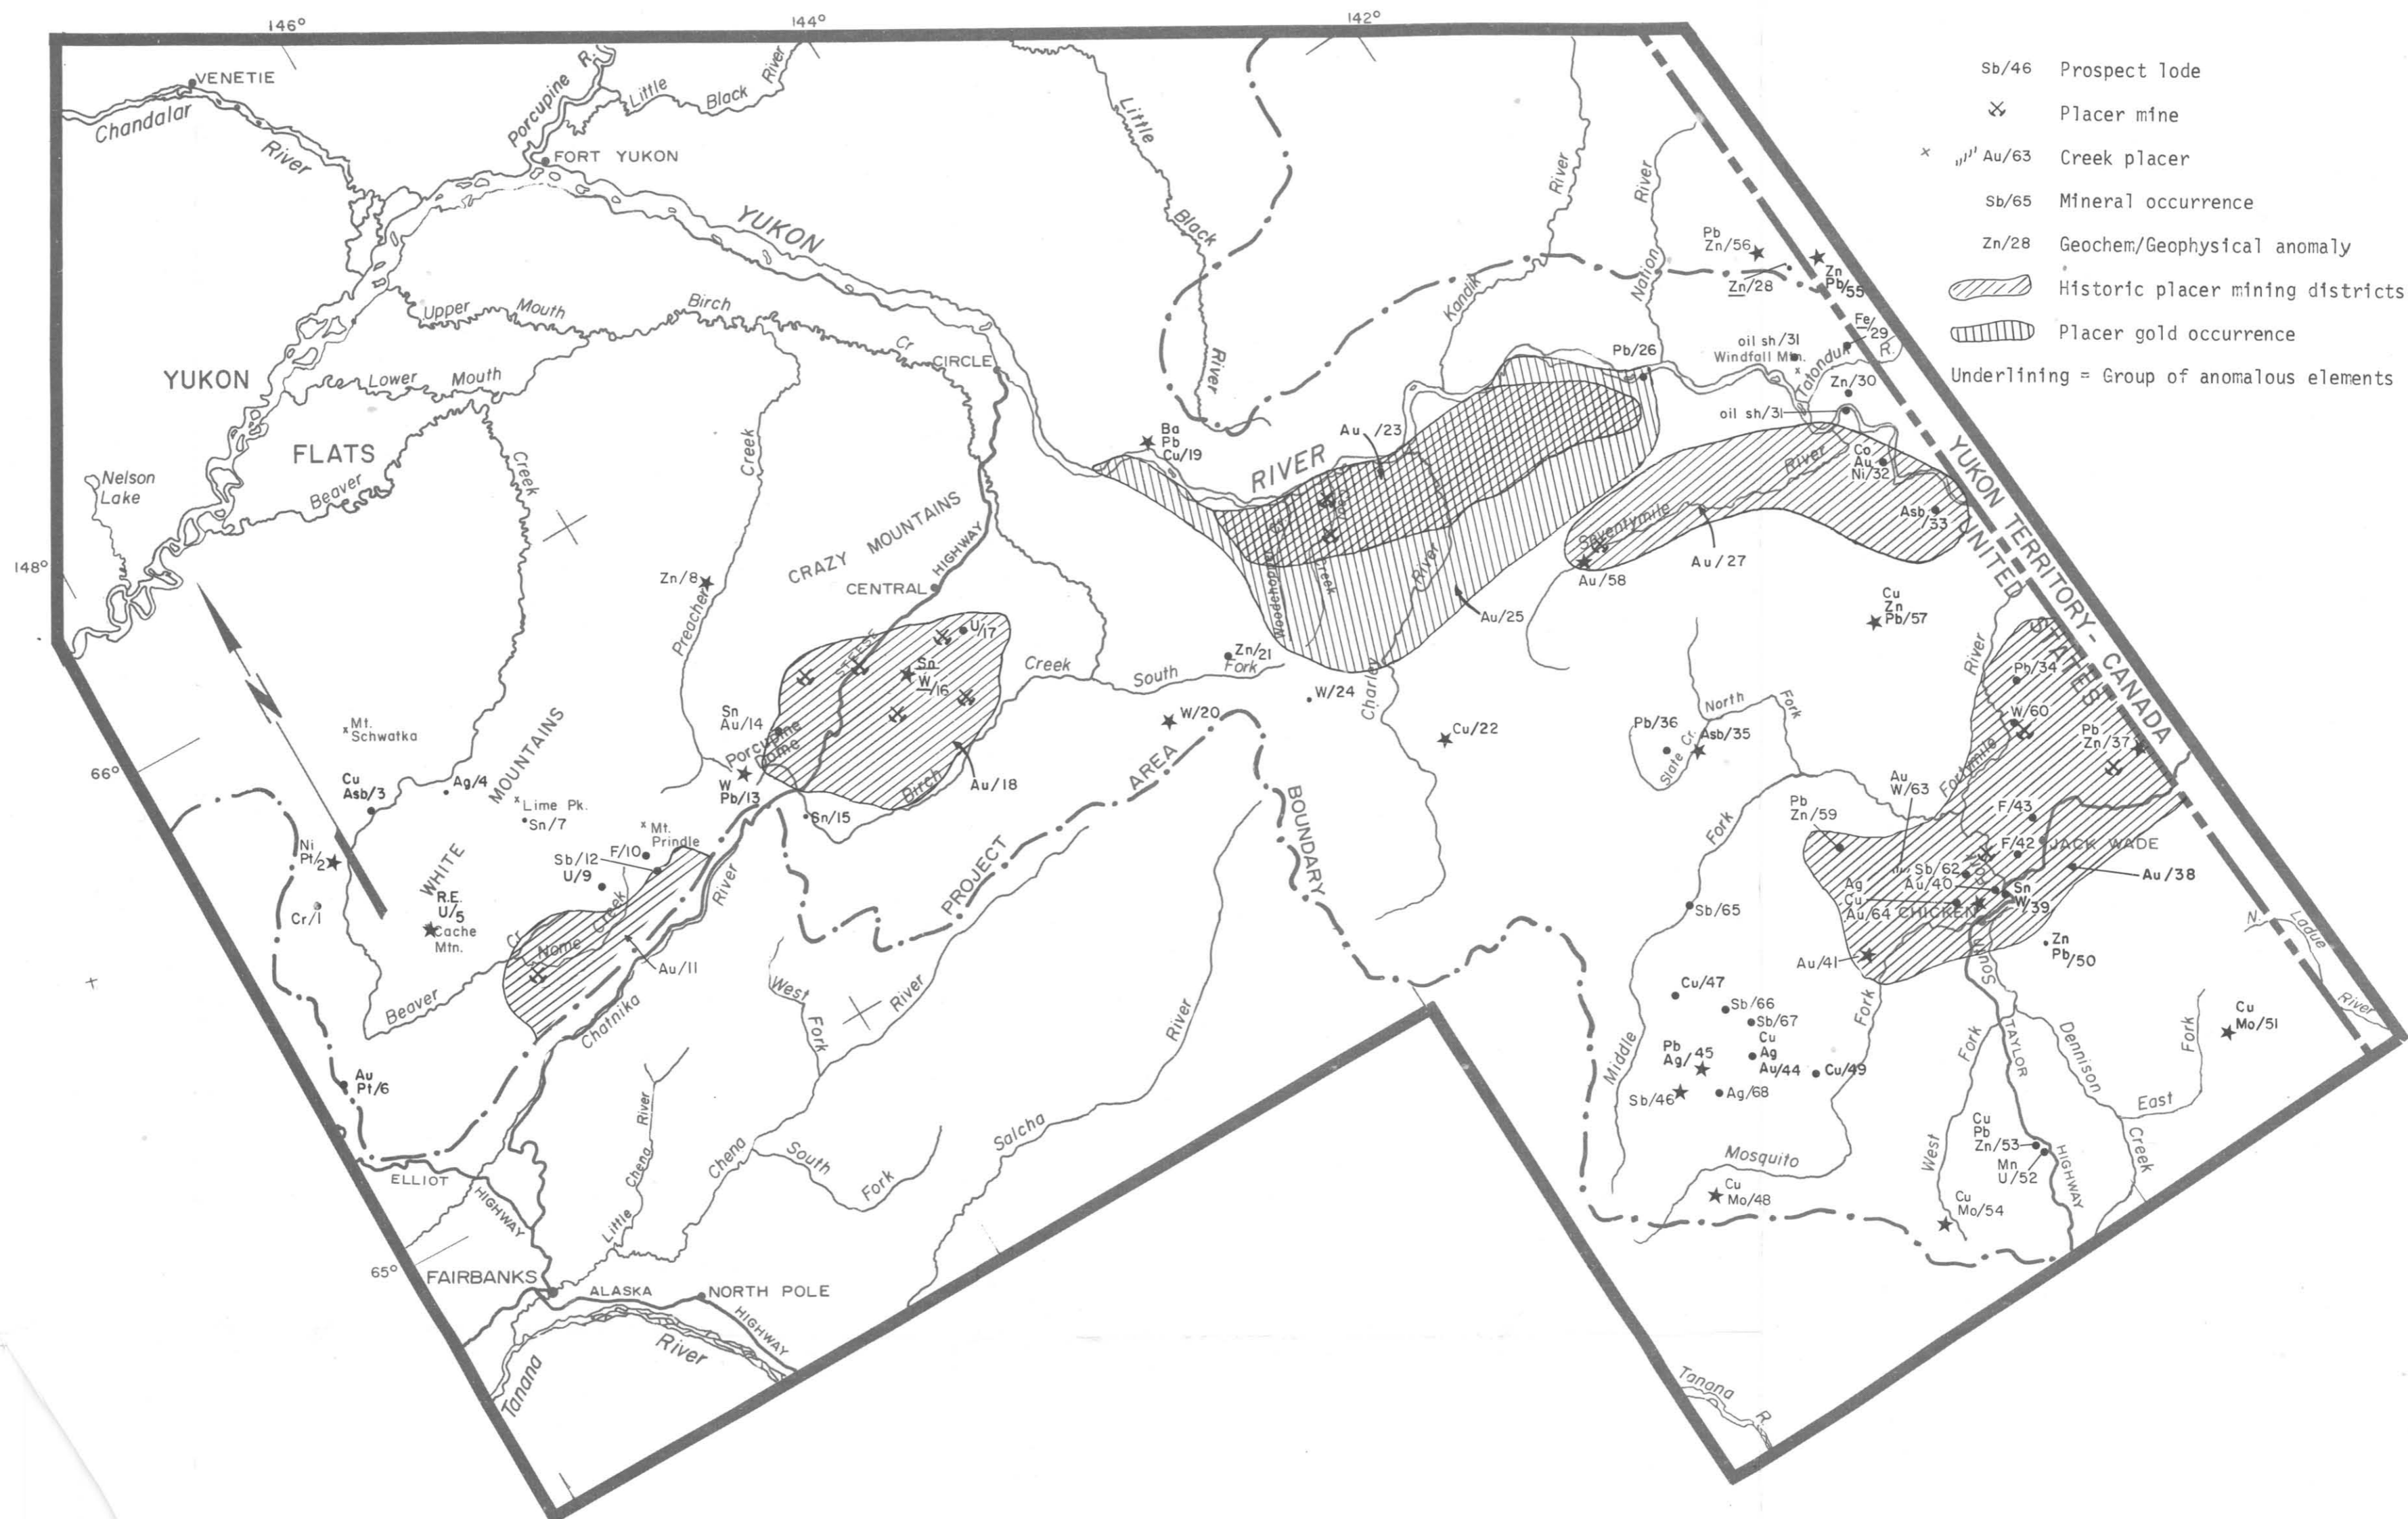 146°
144°
142°
VENETIE
Chandalar
River
Porcupine R.
Little
Black
River
FORT YUKON
YUKON
Little
Black
River
Kandik
River
Nation
River
Sb/46 Prospect lode
Placer mine
Au/63 Creek placer
Sb/65 Mineral occurrence
Zn/28 Geochem/Geophysical anomaly
Historic placer mining districts
Placer gold occurrence
Underlining = Group of anomalous elements
Pb
Zn/56
Zn/28
Zn
Pb/55
Fe/29
oil sh/31
Windfall Mtn.
Tatonduk
R.
Zn/30
oil sh/31
Pb/26
Upper
Mouth
Birch
Cr
CIRCLE
YUKON
Lower
Mouth
FLATS
Beaver
Creek
Nelson
Lake
148°
Creek
Preacher
Zn/8
CRAZY MOUNTAINS
HIGHWAY
CENTRAL
STEESE
Ba
Pb
Cu/19
RIVER
Au/23
Coal
Creek
Woodchopper
River
Charley
Au/25
Seventymile
River
Au/58
Au/27
Co
Au
Ni/32
Asb/33
YUKON TERRITORY-CANADA
UNITED STATES
Cu
Zn
Pb/57
U/17
Sn
W/16
Sn
Au/14
Porcupine
Dome
W
Pb/13
Sn/15
Birch
Au/18
Creek
South
Fork
Zn/21
W/24
W/20
Cu/22
66°
Mt.
Schwatka
Cu
Asb/3
Ag/4
WHITE
MOUNTAINS
Lime Pk.
Sn/7
Mt.
Prindle
F/10
Sb/12
U/9
Ni
Pt/2
Cr/1
R.E.
U/5
Cache
Mtn.
N
Cr
Nome Creek
Au/11
Beaver
Chatnika
River
Au
Pt/6
PROJECT
AREA
BOUNDARY
West
Fork
River
River
North
Fork
Pb/36
Slate Cr.
Asb/35
River
Pb/34
W/60
Pb
Zn/37
Fortymile
Au
W/63
Pb
Zn/59
Fork
F/43
F/42
JACK WADE
Sb/62
Au/40
Ag
Cu
Au/64
CHICKEN
Sn
W/39
Au/38
Au/41
South
Fork
Zn
Pb/50
N.
Ladue
River
Sb/65
Cu/47
Sb/66
Sb/67
Cu
Ag
Au/44
Pb
Ag/45
Cu/49
Sb/46
Ag/68
Middle
Fork
Fork
TAYLOR
HIGHWAY
Dennison
Fork
Cu
Mo/51
East
Creek
West
Cu
Pb
Zn/53
Mn
U/52
Mosquito
Cu
Mo/48
Cu
Mo/54
ELLIOT
HIGHWAY
Little
Chena
River
Chena
South
Fork
Salcha
65°
FAIRBANKS
ALASKA
NORTH POLE
HIGHWAY
Tanana
River
Tanana
R.